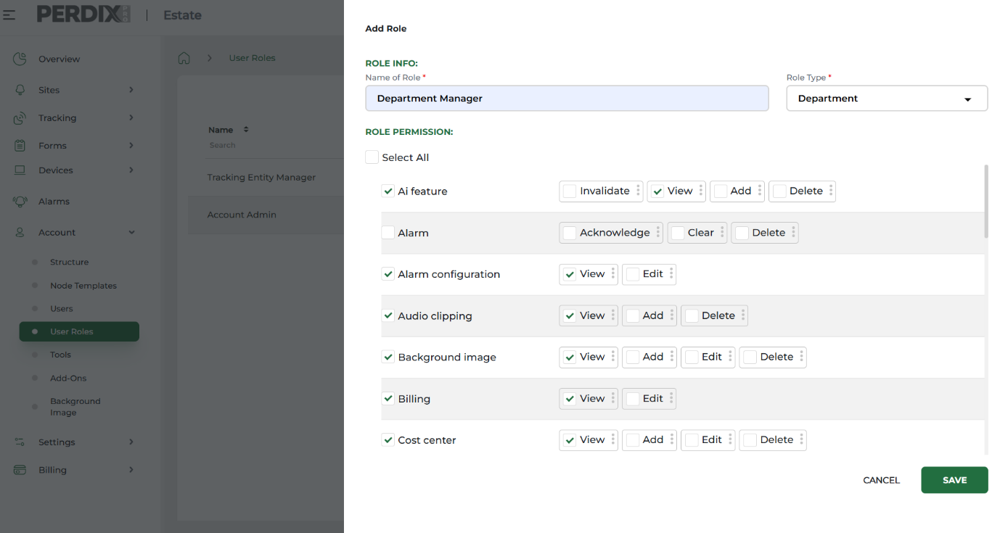 PERDIX PRO | Estate
Overview
Sites
Tracking
Forms
Devices
Alarms
Account
Structure
Node Templates
Users
User Roles
Tools
Add-Ons
Background
Image
Settings
Billing
User Roles
Name
Search
Tracking Entity Manager
Account Admin
Add Role
ROLE INFO:
Name of Role * Role Type *
Department Manager Department
ROLE PERMISSION:
Select All
Ai feature Invalidate View Add Delete
Alarm Acknowledge Clear Delete
Alarm configuration View Edit
Audio clipping View Add Delete
Background image View Add Edit Delete
Billing View Edit
Cost center View Add Edit Delete
CANCEL SAVE